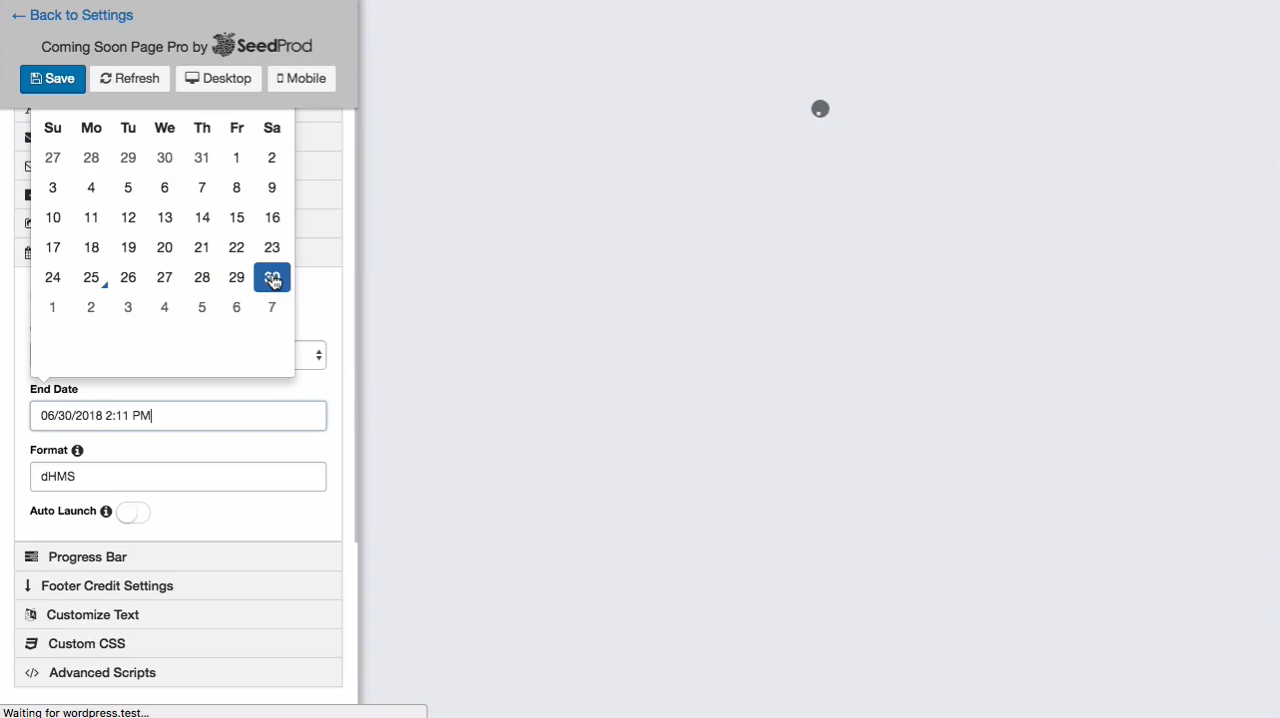 ← Back to Settings
Coming Soon Page Pro by SeedProd
Save Refresh Desktop Mobile
Su Mo Tu We Th Fr Sa
27 28 29 30 31 1 2
3 4 5 6 7 8 9
10 11 12 13 14 15 16
17 18 19 20 21 22 23
24 25 26 27 28 29 30
1 2 3 4 5 6 7
End Date
06/30/2018 2:11 PM
Format
dHMS
Auto Launch
Progress Bar
Footer Credit Settings
Customize Text
Custom CSS
</> Advanced Scripts
Waiting for wordpress.test...